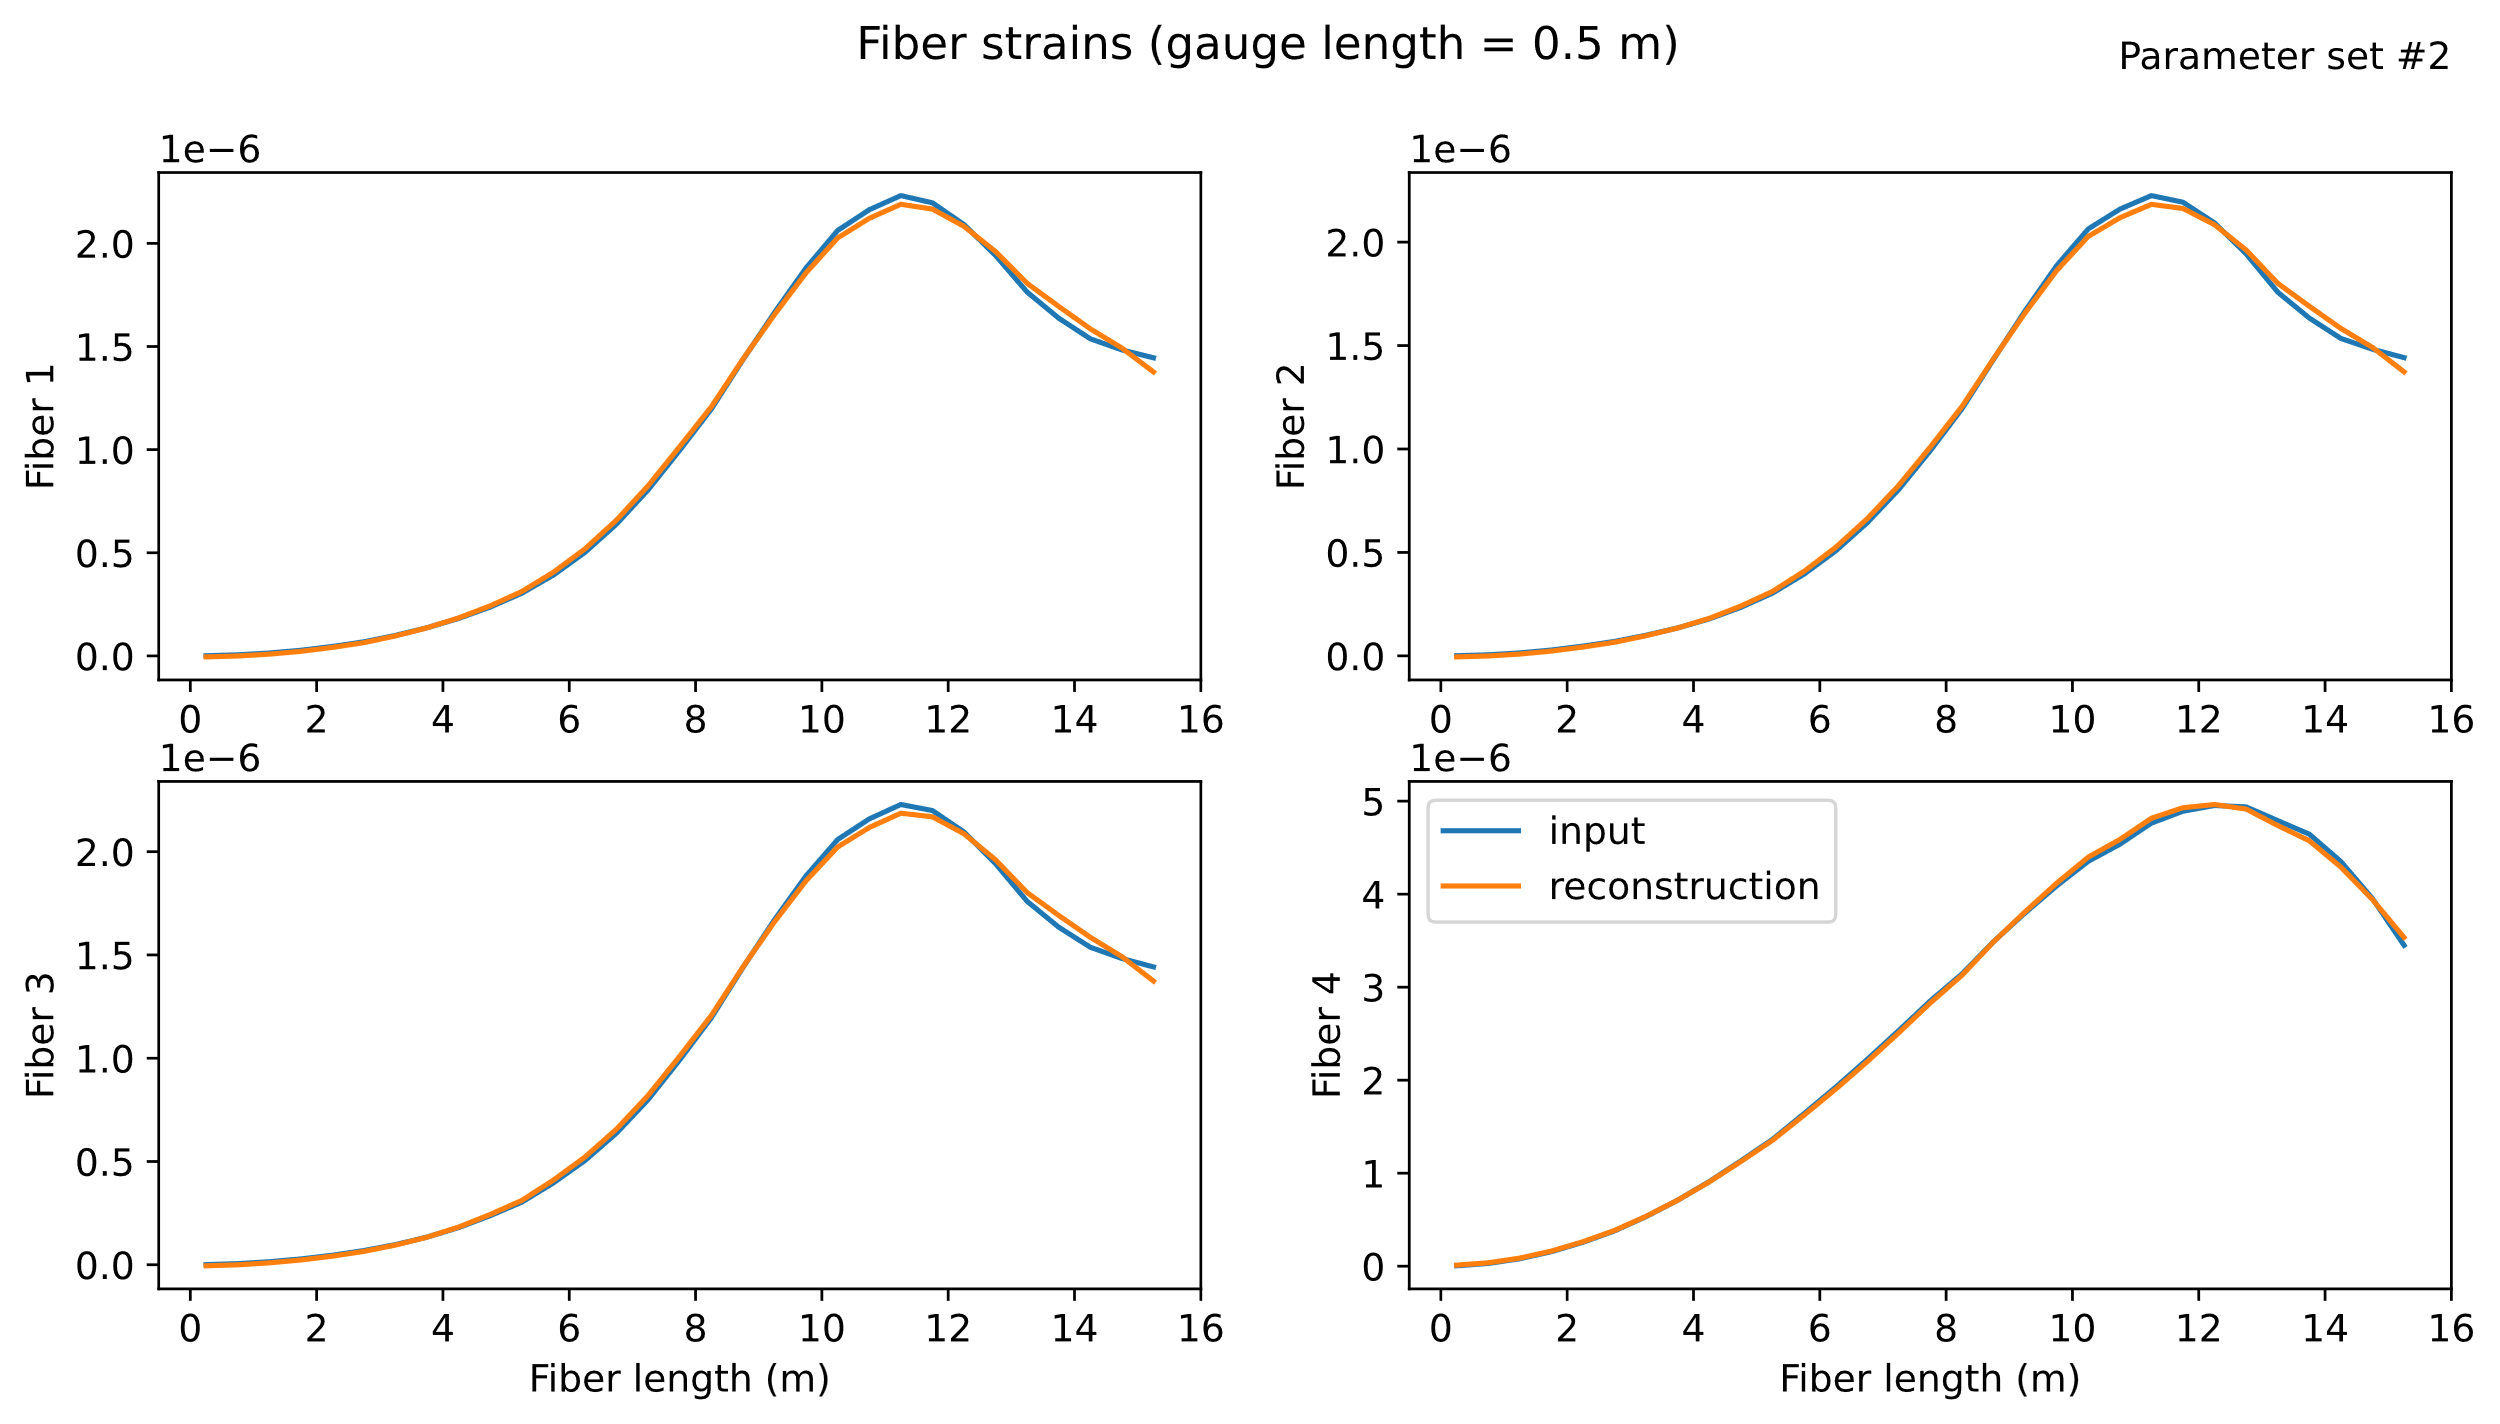 Fiber strains (gauge length = 0.5 m)
Parameter set #2
1e−6
2.0
1.5
1.0
0.5
0.0
Fiber 1
0 2 4 6 8 10 12 14 16
1e−6
2.0
1.5
1.0
0.5
0.0
Fiber 2
0 2 4 6 8 10 12 14 16
1e−6
2.0
1.5
1.0
0.5
0.0
Fiber 3
0 2 4 6 8 10 12 14 16
Fiber length (m)
1e−6
5
4
3
2
1
0
Fiber 4
input
reconstruction
0 2 4 6 8 10 12 14 16
Fiber length (m)